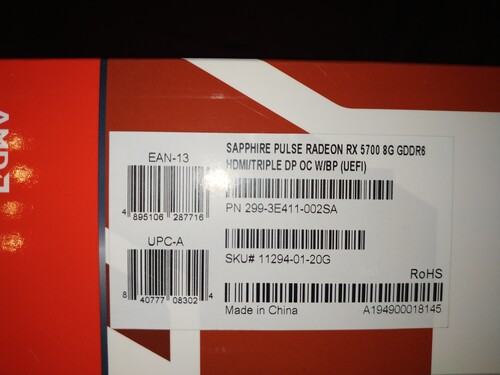 AMD
EAN-13
4 895106 287716
UPC-A
8 40777 08302 4
SAPPHIRE PULSE RADEON RX 5700 8G GDDR6
HDMI/TRIPLE DP OC W/BP (UEFI)
PN 299-3E411-002SA
SKU# 11294-01-20G
RoHS
Made in China
A194900018145